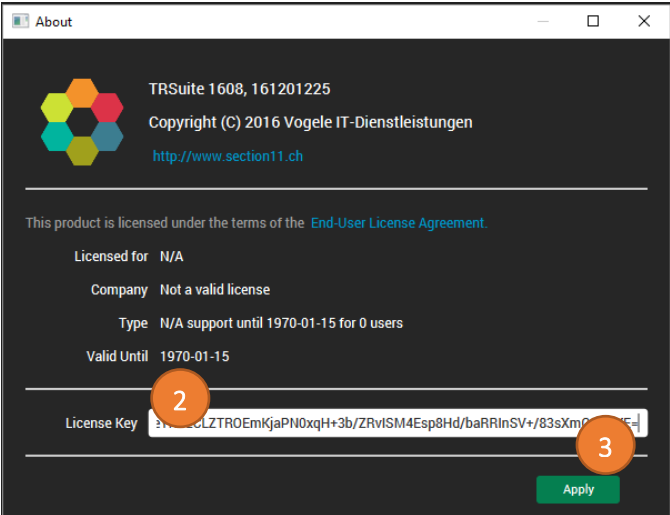 About
TRSuite 1608, 161201225
Copyright (C) 2016 Vogele IT-Dienstleistungen
http://www.section11.ch
This product is licensed under the terms of the End-User License Agreement.
Licensed for N/A
Company Not a valid license
Type N/A support until 1970-01-15 for 0 users
Valid Until 1970-01-15
2
License Key
3
Apply